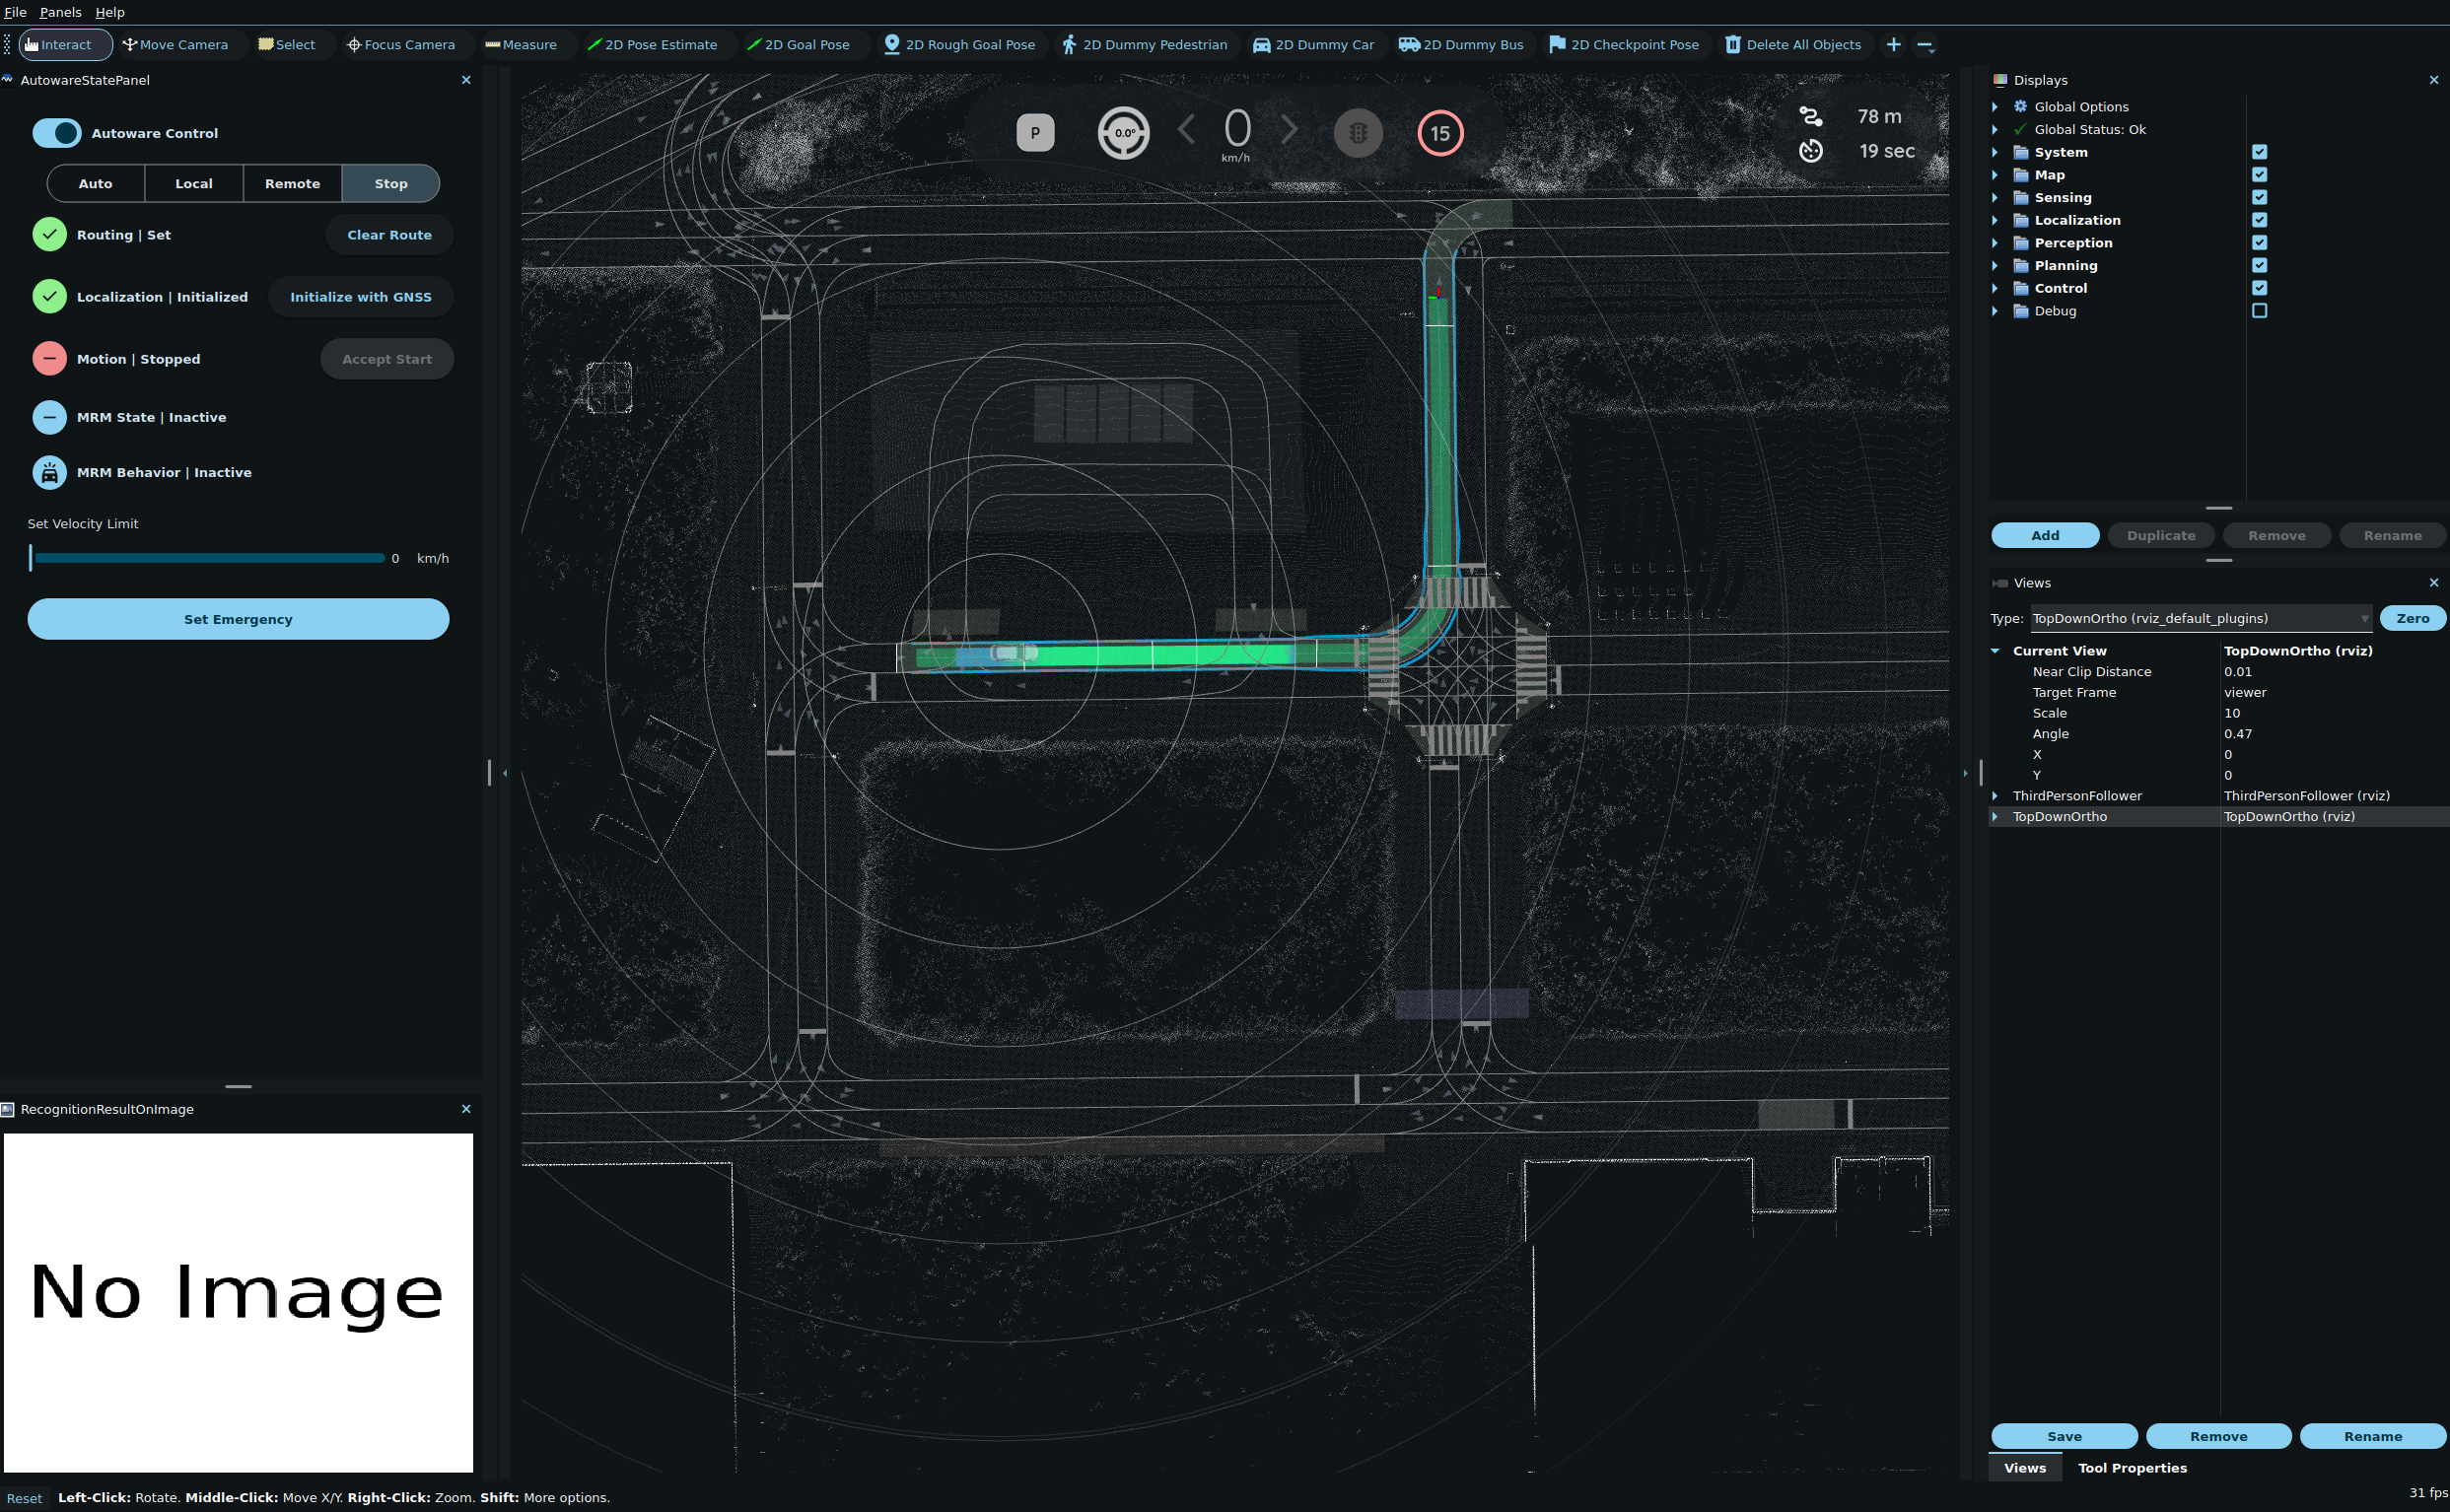 File Panels Help
Interact Move Camera Select Focus Camera Measure 2D Pose Estimate 2D Goal Pose 2D Rough Goal Pose 2D Dummy Pedestrian 2D Dummy Car 2D Dummy Bus 2D Checkpoint Pose Delete All Objects
AutowareStatePanel
Autoware Control
Auto Local Remote Stop
Routing | Set Clear Route
Localization | Initialized Initialize with GNSS
Motion | Stopped Accept Start
MRM State | Inactive
MRM Behavior | Inactive
Set Velocity Limit
0 km/h
Set Emergency
RecognitionResultOnImage
No Image
P 0.0° 0 15
km/h
78 m
19 sec
Displays
Global Options
Global Status: Ok
System
Map
Sensing
Localization
Perception
Planning
Control
Debug
Add Duplicate Remove Rename
Views
Type: TopDownOrtho (rviz_default_plugins) Zero
Current View TopDownOrtho (rviz)
Near Clip Distance 0.01
Target Frame viewer
Scale 10
Angle 0.47
X 0
Y 0
ThirdPersonFollower ThirdPersonFollower (rviz)
TopDownOrtho TopDownOrtho (rviz)
Save Remove Rename
Views Tool Properties
Reset Left-Click: Rotate. Middle-Click: Move X/Y. Right-Click: Zoom. Shift: More options.
31 fps